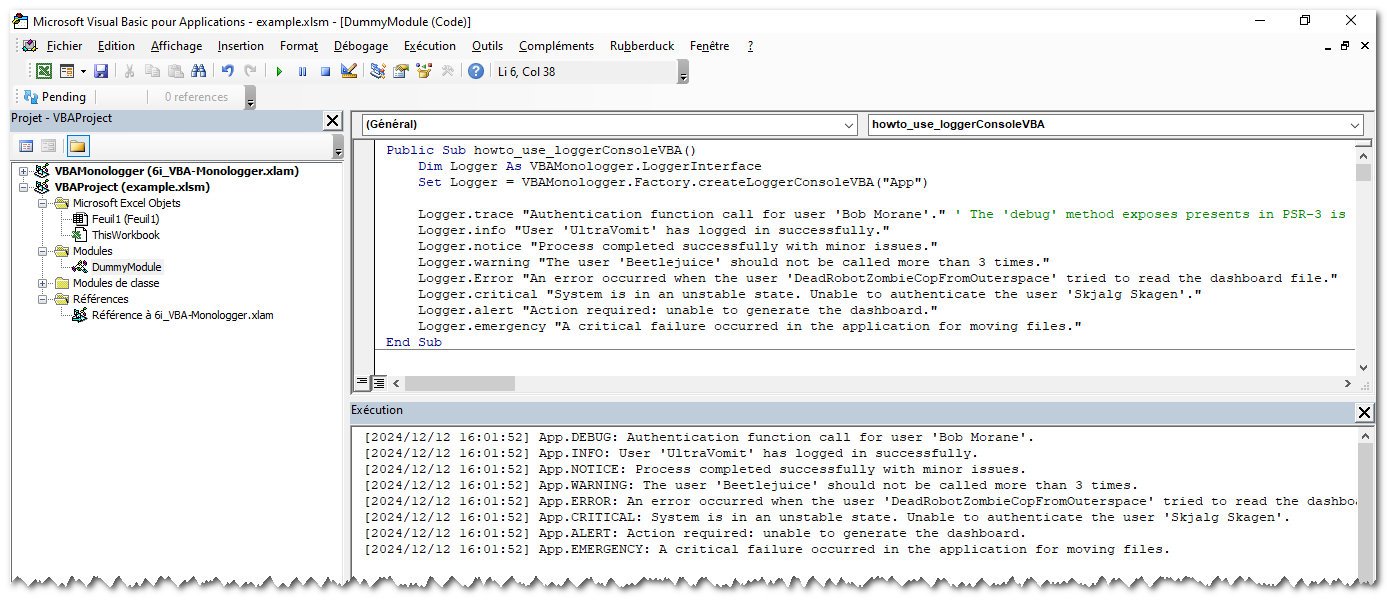 Microsoft Visual Basic pour Applications - example.xlsm - [DummyModule (Code)]
Fichier Edition Affichage Insertion Format Débogage Exécution Outils Compléments Rubberduck Fenêtre ?
Li 6, Col 38
Pending 0 references
Projet - VBAProject
VBAMonologger (6i_VBA-Monologger.xlam)
VBAProject (example.xlsm)
Microsoft Excel Objets
Feuil1 (Feuil1)
ThisWorkbook
Modules
DummyModule
Modules de classe
Références
Référence à 6i_VBA-Monologger.xlam
(Général) howto_use_loggerConsoleVBA
Public Sub howto_use_loggerConsoleVBA()
Dim Logger As VBAMonologger.LoggerInterface
Set Logger = VBAMonologger.Factory.createLoggerConsoleVBA("App")
Logger.trace "Authentication function call for user 'Bob Morane'." ' The 'debug' method exposes presents in PSR-3 is
Logger.info "User 'UltraVomit' has logged in successfully."
Logger.notice "Process completed successfully with minor issues."
Logger.warning "The user 'Beetlejuice' should not be called more than 3 times."
Logger.Error "An error occurred when the user 'DeadRobotZombieCopFromOuterspace' tried to read the dashboard file."
Logger.critical "System is in an unstable state. Unable to authenticate the user 'Skjalg Skagen'."
Logger.alert "Action required: unable to generate the dashboard."
Logger.emergency "A critical failure occurred in the application for moving files."
End Sub
Exécution
[2024/12/12 16:01:52] App.DEBUG: Authentication function call for user 'Bob Morane'.
[2024/12/12 16:01:52] App.INFO: User 'UltraVomit' has logged in successfully.
[2024/12/12 16:01:52] App.NOTICE: Process completed successfully with minor issues.
[2024/12/12 16:01:52] App.WARNING: The user 'Beetlejuice' should not be called more than 3 times.
[2024/12/12 16:01:52] App.ERROR: An error occurred when the user 'DeadRobotZombieCopFromOuterspace' tried to read the dashbo
[2024/12/12 16:01:52] App.CRITICAL: System is in an unstable state. Unable to authenticate the user 'Skjalg Skagen'.
[2024/12/12 16:01:52] App.ALERT: Action required: unable to generate the dashboard.
[2024/12/12 16:01:52] App.EMERGENCY: A critical failure occurred in the application for moving files.